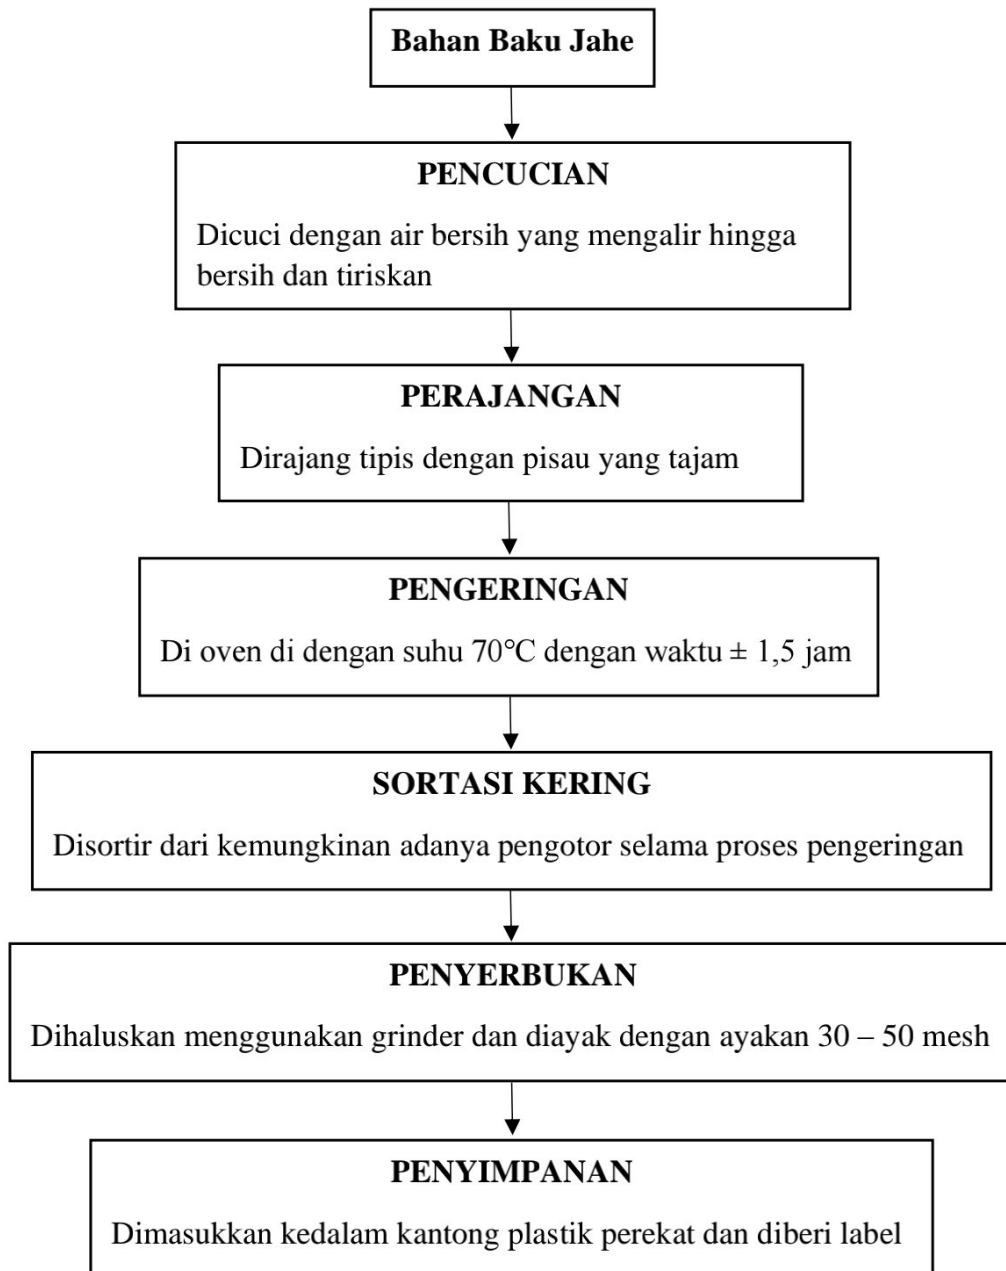 Bahan Baku Jahe
PENCUCIAN
Dicuci dengan air bersih yang mengalir hingga
bersih dan tiriskan
PERAJANGAN
Dirajang tipis dengan pisau yang tajam
PENGERINGAN
Di oven di dengan suhu 70°C dengan waktu ± 1,5 jam
SORTASI KERING
Disortir dari kemungkinan adanya pengotor selama proses pengeringan
PENYERBUKAN
Dihaluskan menggunakan grinder dan diayak dengan ayakan 30 – 50 mesh
PENYIMPANAN
Dimasukkan kedalam kantong plastik perekat dan diberi label